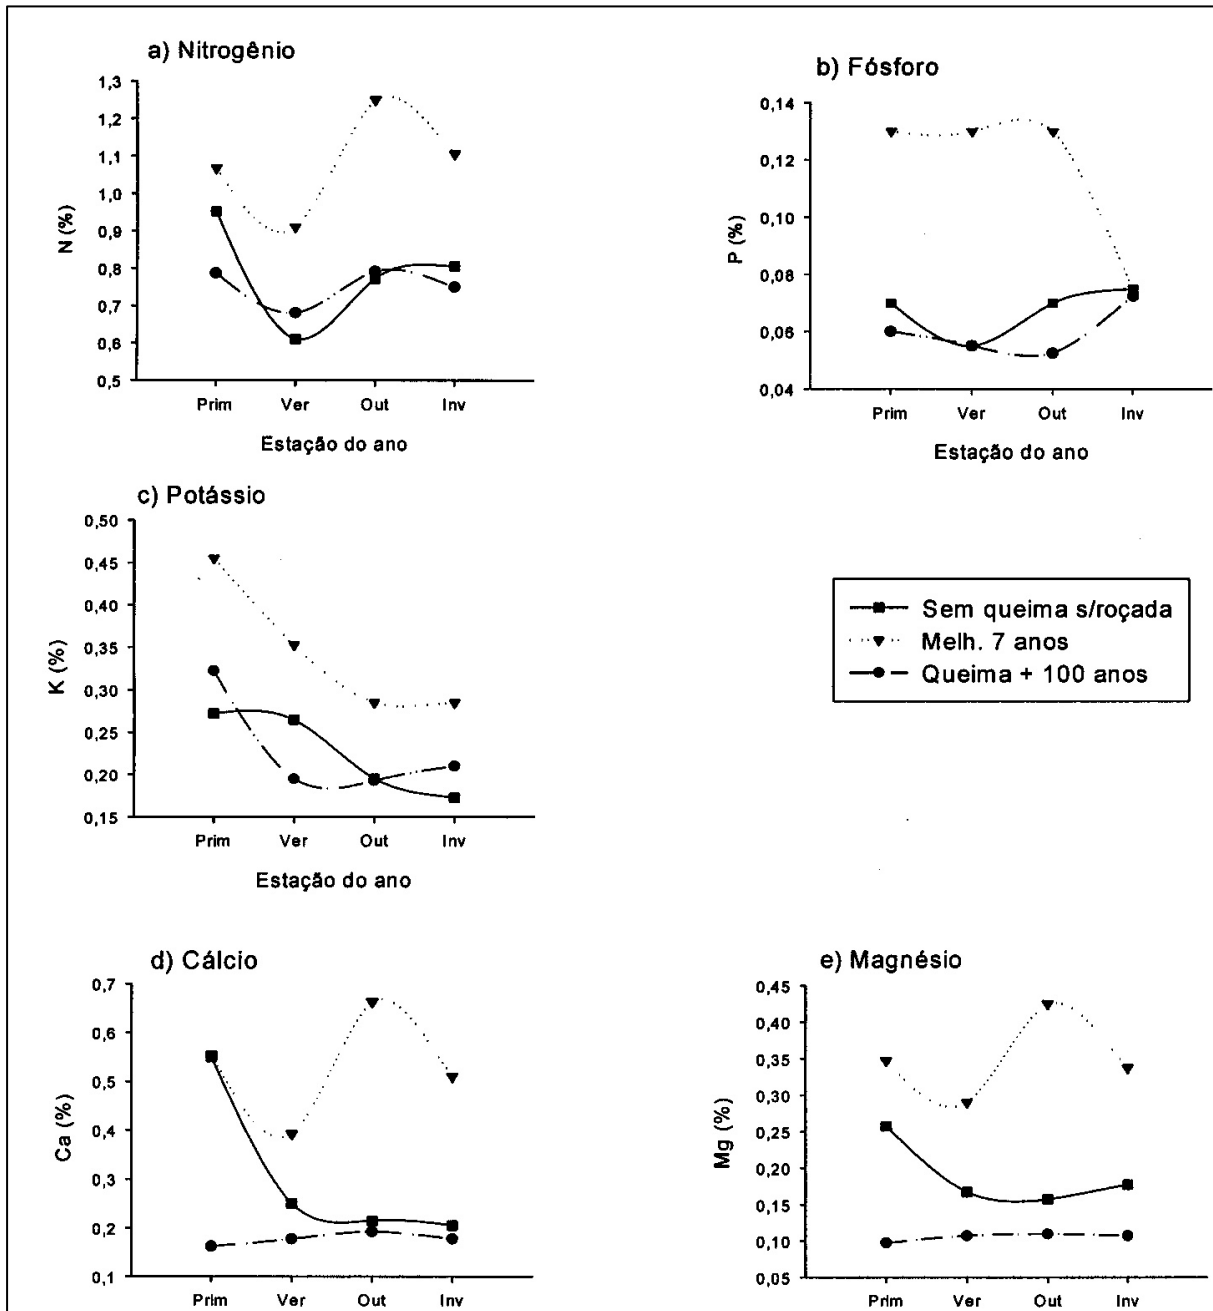 a) Nitrogênio
1,3
1,2
1,1
1,0
0,9
0,8
0,7
0,6
0,5
N (%)
Prim Ver Out Inv
Estação do ano
b) Fósforo
0,14
0,12
0,10
0,08
0,06
0,04
P (%)
Prim Ver Out Inv
Estação do ano
c) Potássio
0,50
0,45
0,40
0,35
0,30
0,25
0,20
0,15
K (%)
Prim Ver Out Inv
Estação do ano
Sem queima s/roçada
Melh. 7 anos
Queima + 100 anos
d) Cálcio
0,7
0,6
0,5
0,4
0,3
0,2
0,1
Ca (%)
Prim Ver Out Inv
e) Magnésio
0,45
0,40
0,35
0,30
0,25
0,20
0,15
0,10
0,05
Mg (%)
Prim Ver Out Inv